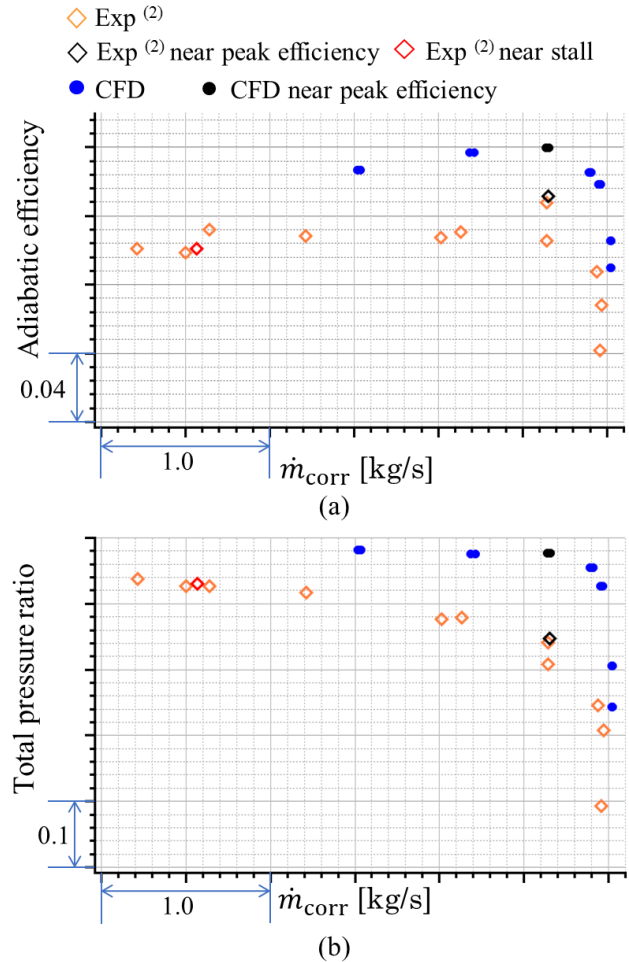 Exp (2)
Exp (2) near peak efficiency Exp (2) near stall
CFD CFD near peak efficiency
Adiabatic efficiency
0.04
1.0
ṁcorr [kg/s]
(a)
Total pressure ratio
0.1
1.0
ṁcorr [kg/s]
(b)